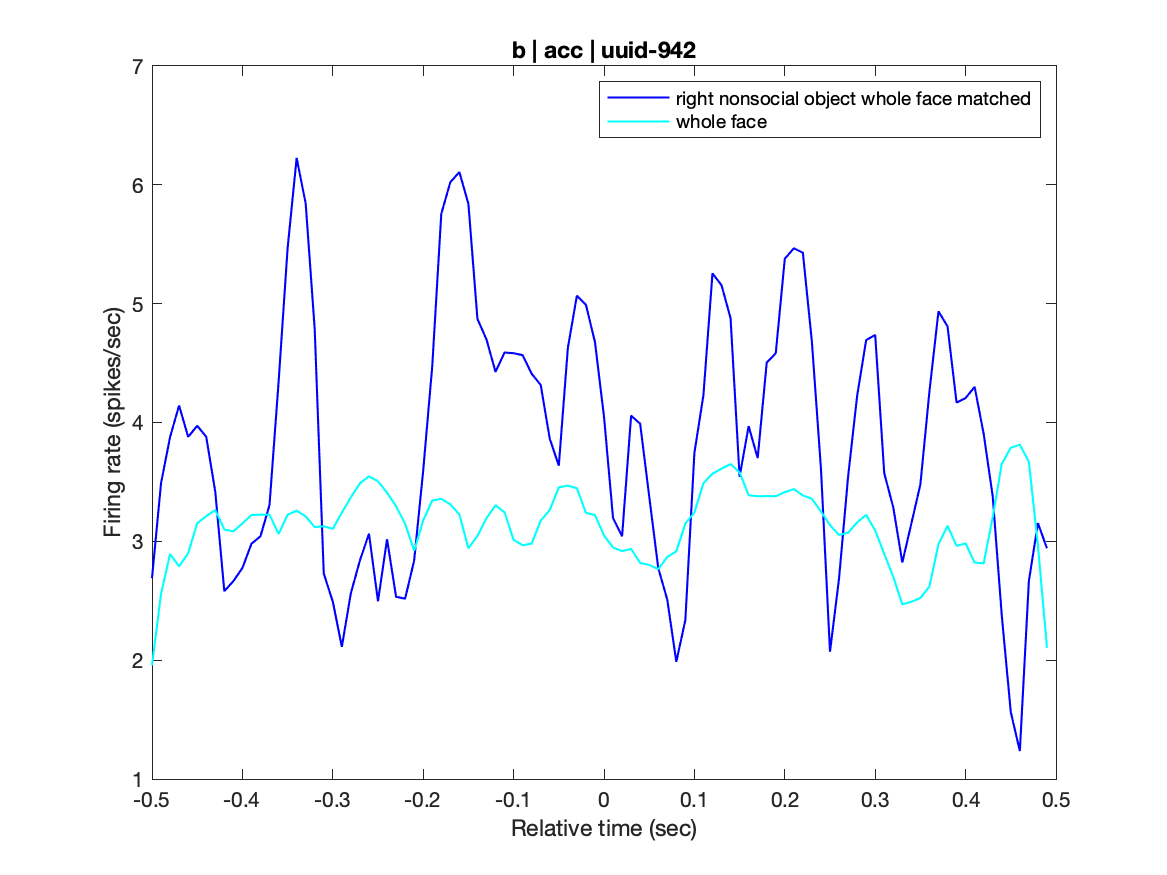 b | acc | uuid-942
right nonsocial object whole face matched
whole face
7
6
5
4
3
2
1
Firing rate (spikes/sec)
-0.5 -0.4 -0.3 -0.2 -0.1 0 0.1 0.2 0.3 0.4 0.5
Relative time (sec)